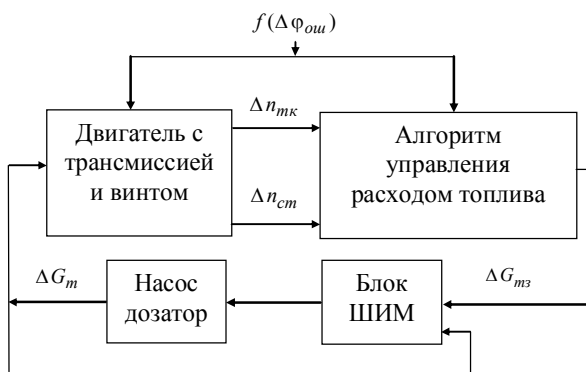 f(Δφош)
Двигатель с
трансмиссией
и винтом
Δnтк
Δnст
Алгоритм
управления
расходом топлива
ΔGт
Насос
дозатор
Блок
ШИМ
ΔGтз